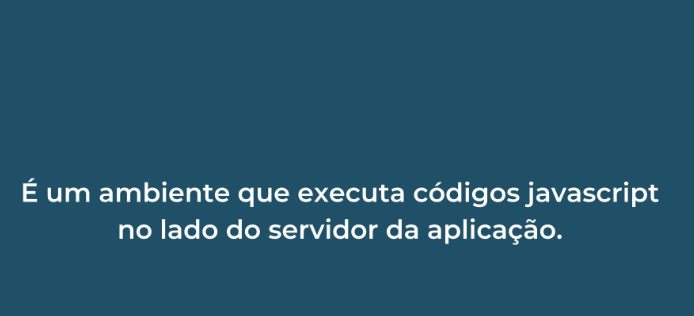 É um ambiente que executa códigos javascript
no lado do servidor da aplicação.